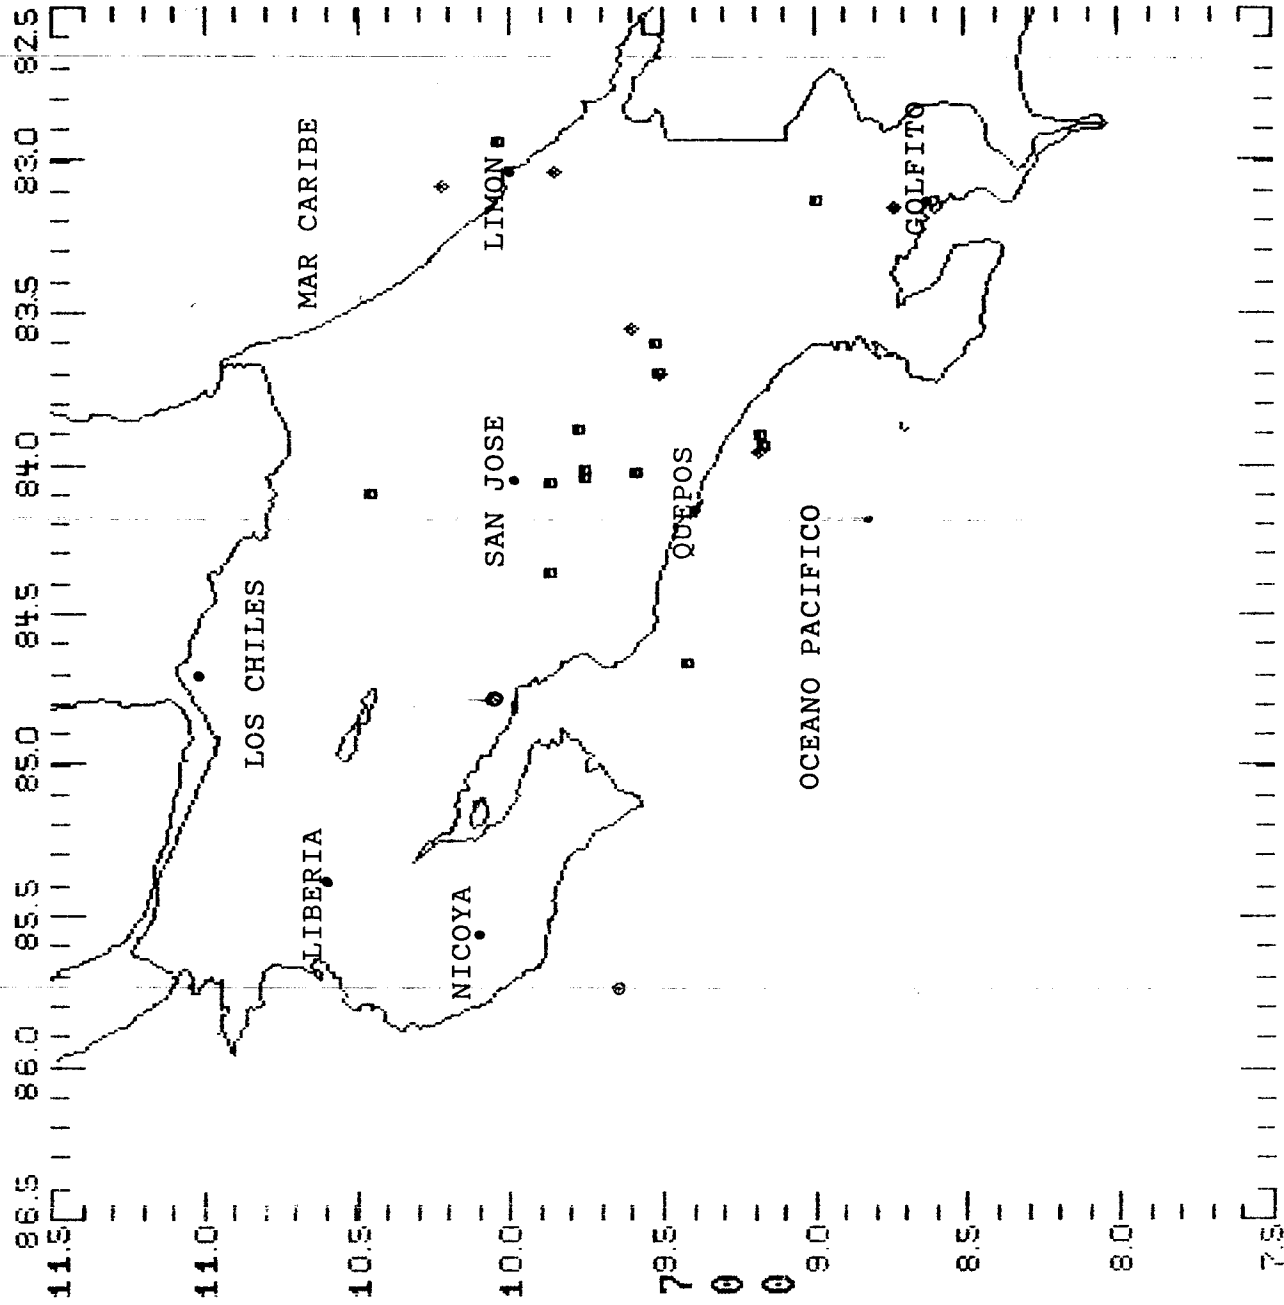 86.5 86.0 85.5 85.0 84.5 84.0 83.5 83.0 82.5
11.5
11.0
LOS CHILES
MAR CARIBE
LIBERIA
10.5
NICOYA
SAN JOSE
LIMON
10.0
9.5
QUEPOS
OCEANO PACIFICO
9.0
GOLFITO
8.5
8.0
7.5
700